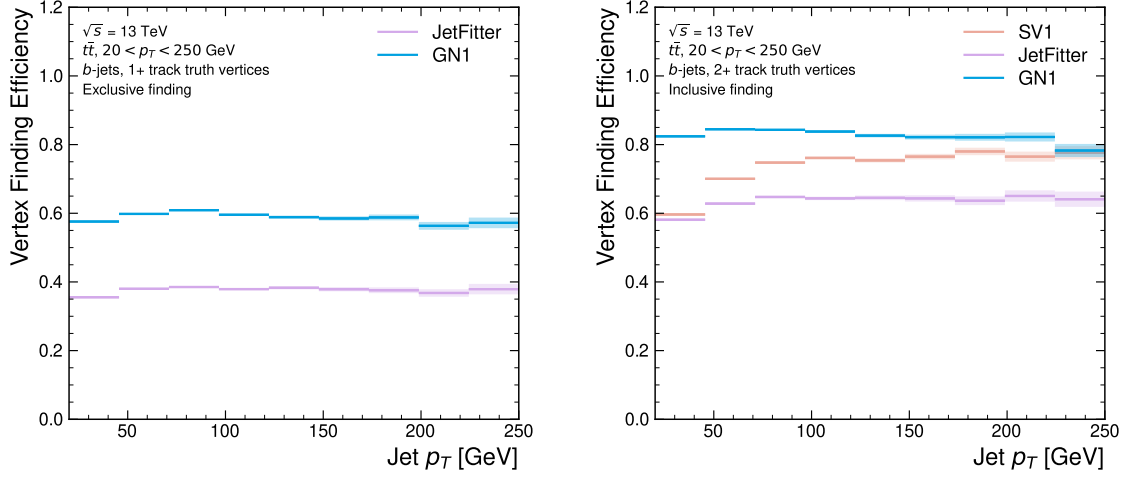 Vertex Finding Efficiency
1.2
1.0
0.8
0.6
0.4
0.2
0.0
√s = 13 TeV
tt̄, 20 < p_T < 250 GeV
b-jets, 1+ track truth vertices
Exclusive finding
JetFitter
GN1
50
100
150
200
250
Jet p_T [GeV]
Vertex Finding Efficiency
1.2
1.0
0.8
0.6
0.4
0.2
0.0
√s = 13 TeV
tt̄, 20 < p_T < 250 GeV
b-jets, 2+ track truth vertices
Inclusive finding
SV1
JetFitter
GN1
50
100
150
200
250
Jet p_T [GeV]